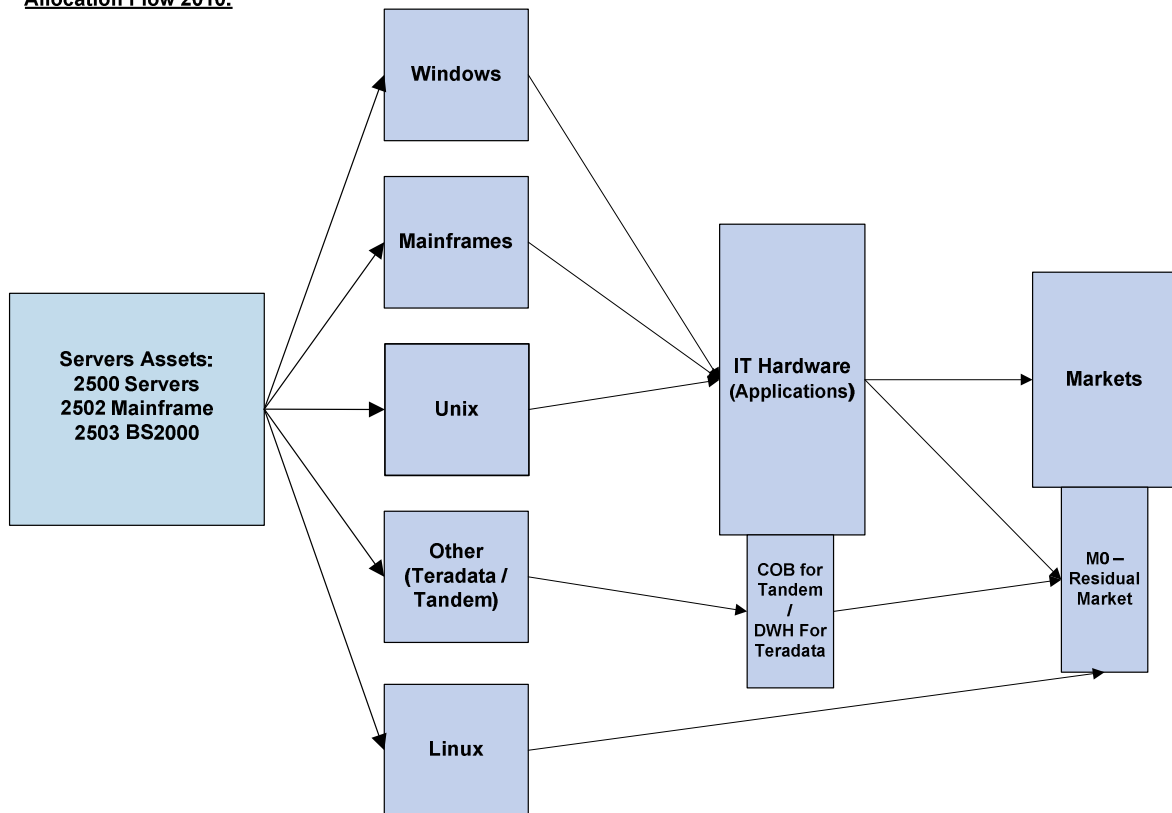 Allocation Flow 2010:
Windows
Mainframes
Servers Assets:
2500 Servers
2502 Mainframe
2503 BS2000
Unix
IT Hardware
(Applications)
Markets
Other
(Teradata /
Tandem)
COB for
Tandem
/
DWH For
Teradata
M0 –
Residual
Market
Linux